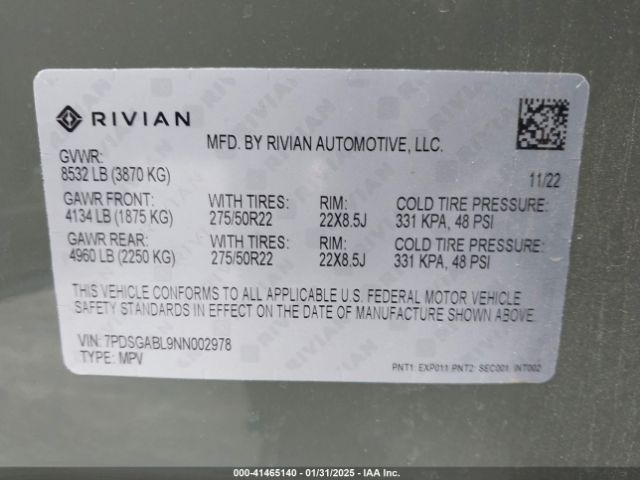 RIVIAN
MFD. BY RIVIAN AUTOMOTIVE, LLC.
GVWR:
8532 LB (3870 KG)
11/22
GAWR FRONT: WITH TIRES: RIM: COLD TIRE PRESSURE:
4134 LB (1875 KG) 275/50R22 22X8.5J 331 KPA, 48 PSI
GAWR REAR: WITH TIRES: RIM: COLD TIRE PRESSURE:
4960 LB (2250 KG) 275/50R22 22X8.5J 331 KPA, 48 PSI
THIS VEHICLE CONFORMS TO ALL APPLICABLE U.S. FEDERAL MOTOR VEHICLE
SAFETY STANDARDS IN EFFECT ON THE DATE OF MANUFACTURE SHOWN ABOVE.
VIN: 7PDSGABL9NN002978
TYPE: MPV
PNT1: EXP011 PNT2: SEC001 INT002
000-41465140 - 01/31/2025 - IAA Inc.